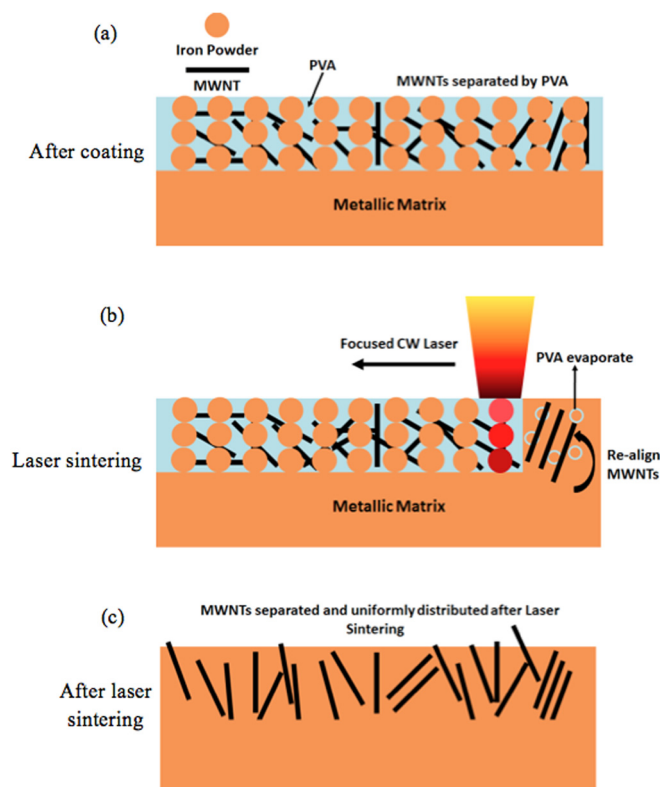 (a)
Iron Powder
MWNT
PVA
MWNTs separated by PVA
After coating
Metallic Matrix
(b)
Focused CW Laser
PVA evaporate
Laser sintering
Re-align
MWNTs
Metallic Matrix
(c)
MWNTs separated and uniformly distributed after Laser
Sintering
After laser
sintering